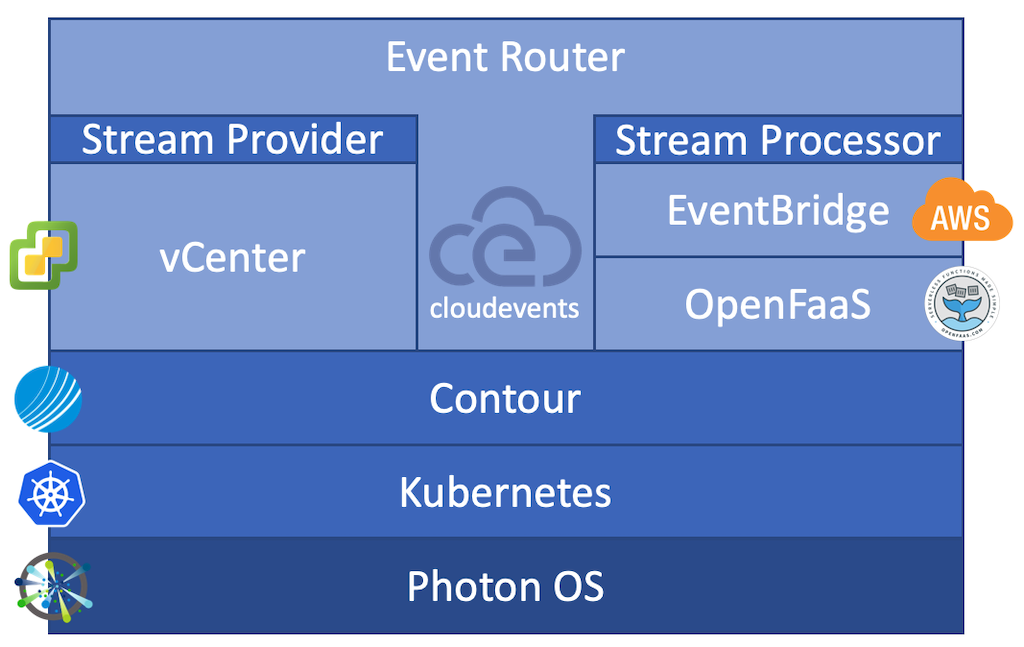 Event Router
Stream Provider
Stream Processor
vCenter
EventBridge
AWS
cloudevents
OpenFaaS
SERVERLESS FUNCTIONS MADE SIMPLE
OPENFAAS.COM
Contour
Kubernetes
Photon OS